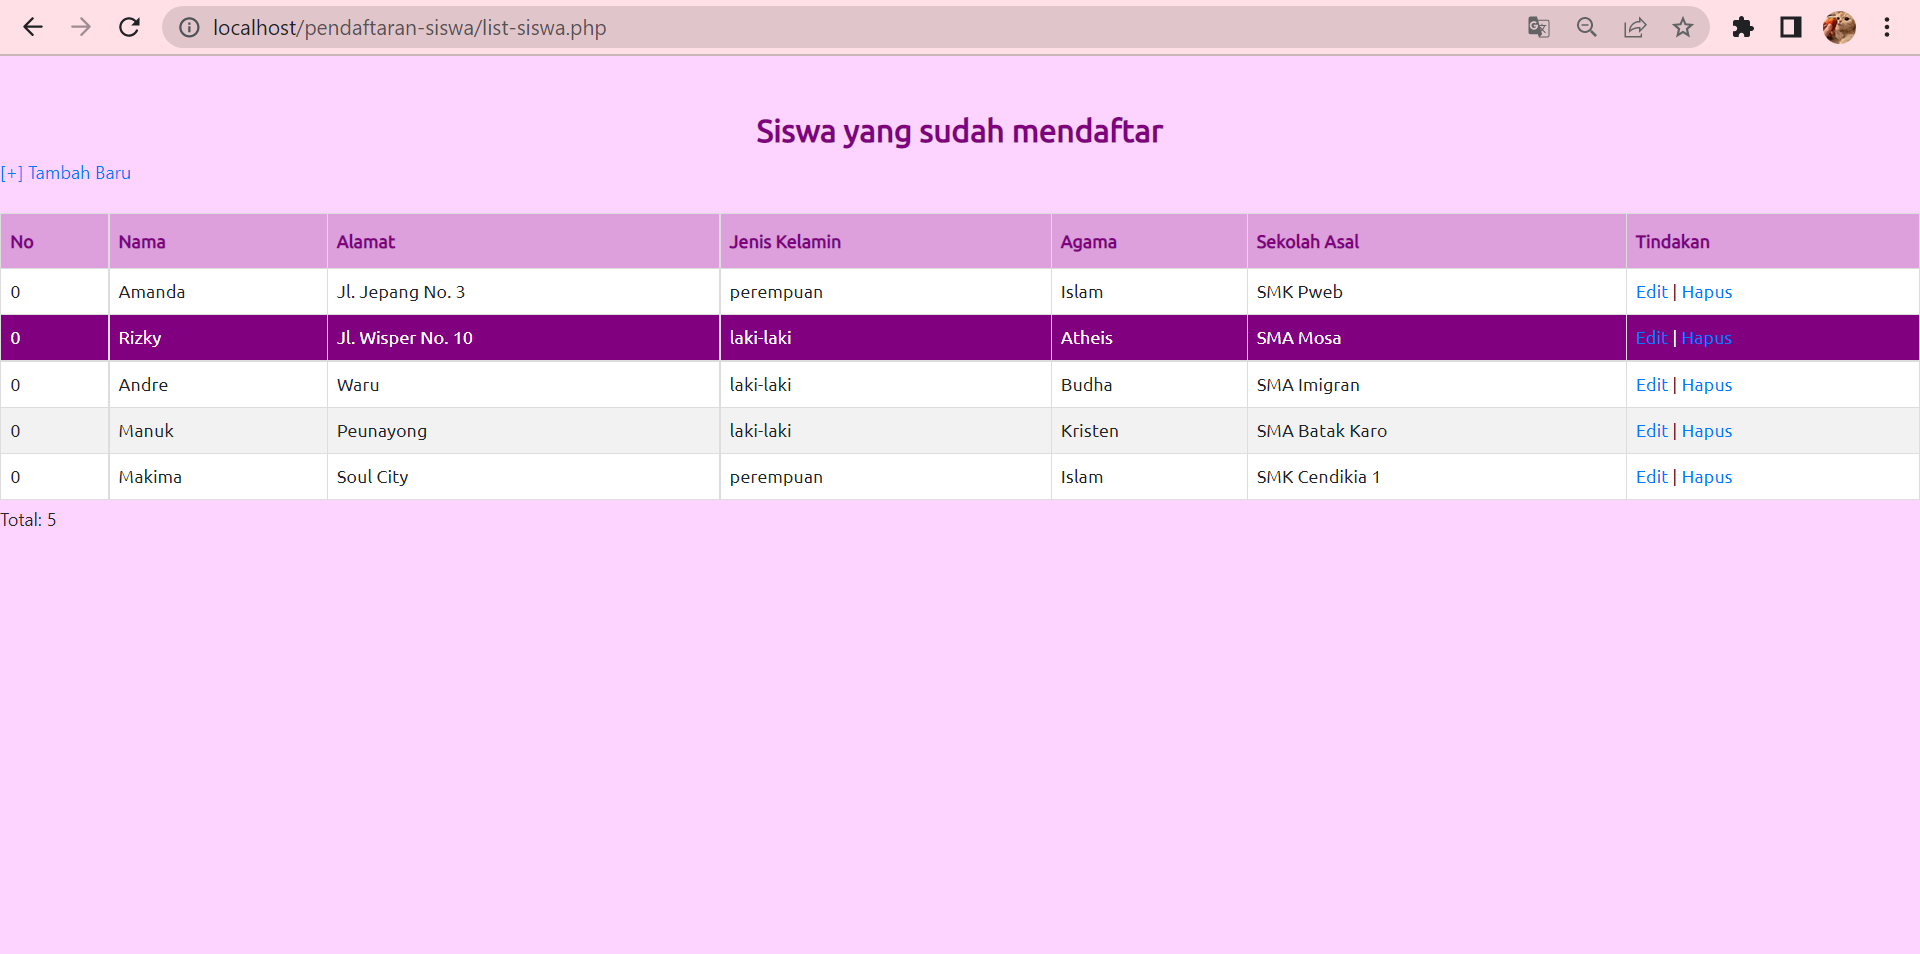 localhost/pendaftaran-siswa/list-siswa.php
Siswa yang sudah mendaftar
[+] Tambah Baru
No Nama Alamat Jenis Kelamin Agama Sekolah Asal Tindakan
0 Amanda Jl. Jepang No. 3 perempuan Islam SMK Pweb Edit | Hapus
0 Rizky Jl. Wisper No. 10 laki-laki Atheis SMA Mosa Edit | Hapus
0 Andre Waru laki-laki Budha SMA Imigran Edit | Hapus
0 Manuk Peunayong laki-laki Kristen SMA Batak Karo Edit | Hapus
0 Makima Soul City perempuan Islam SMK Cendikia 1 Edit | Hapus
Total: 5